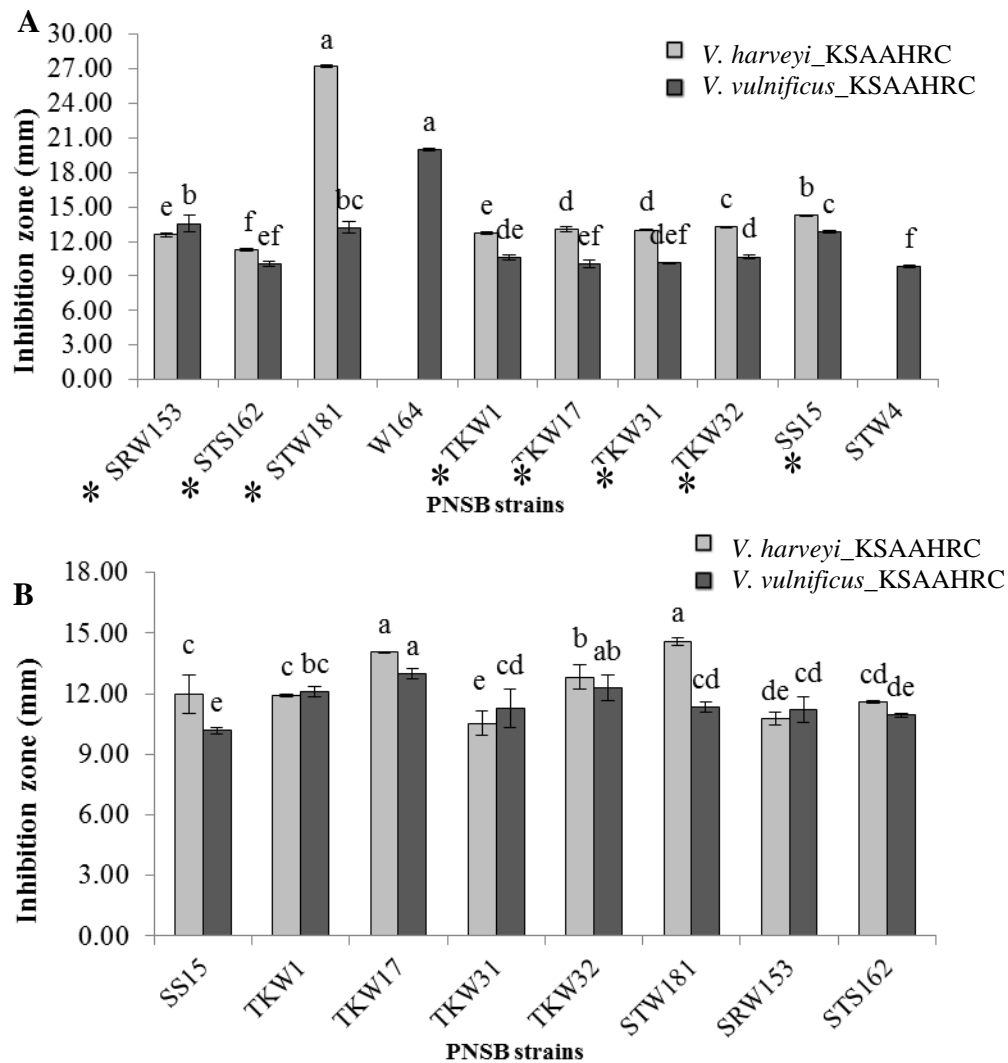 A
30.00
27.00
24.00
21.00
18.00
15.00
12.00
9.00
6.00
3.00
0.00
Inhibition zone (mm)
V. harveyi_KSAAHRC
V. vulnificus_KSAAHRC
e b
f ef
a bc
a
e de
d ef
d def
c d
b c
f
* SRW153
* STS162
* STW181
W164
* TKW1
* TKW17
* TKW31
* TKW32
* SS15
STW4
PNSB strains
B
V. harveyi_KSAAHRC
V. vulnificus_KSAAHRC
18.00
15.00
12.00
9.00
6.00
3.00
0.00
Inhibition zone (mm)
c e
c bc
a a
e cd
b ab
a cd
de cd
cd de
SS15
TKW1
TKW17
TKW31
TKW32
STW181
SRW153
STS162
PNSB strains